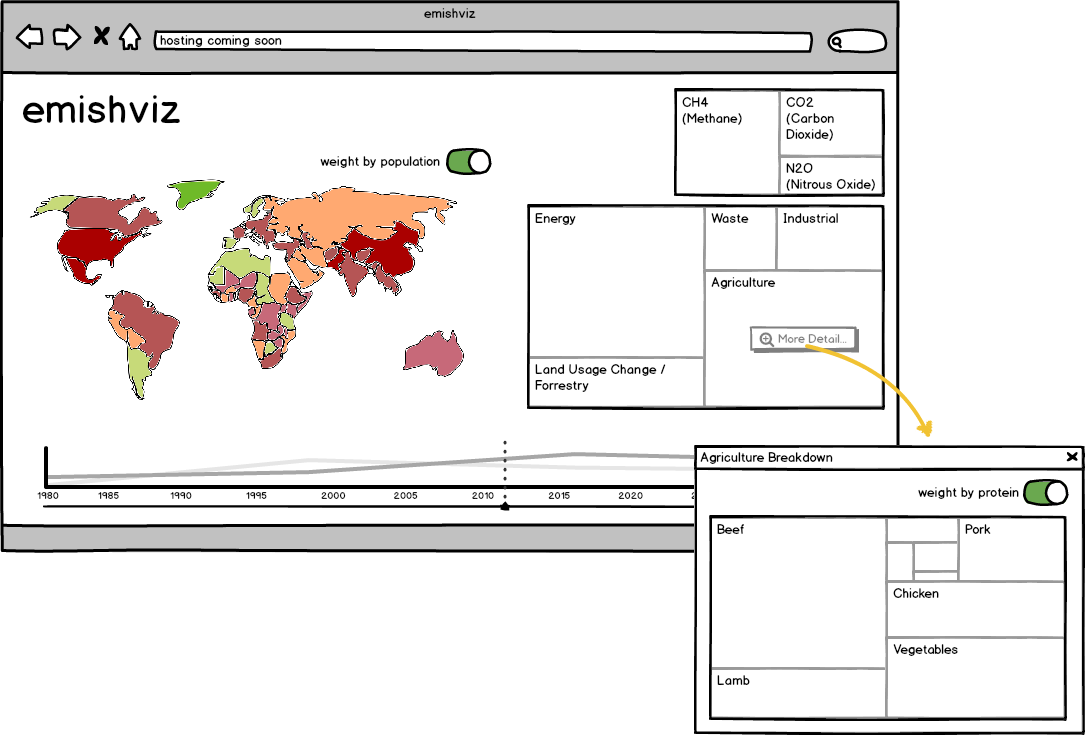 emishviz
hosting coming soon
emishviz
weight by population
CH4
(Methane)
CO2
(Carbon
Dioxide)
N2O
(Nitrous Oxide)
Energy
Waste
Industrial
Agriculture
More Detail...
Land Usage Change /
Forrestry
1980 1985 1990 1995 2000 2005 2010 2015 2020 2
Agriculture Breakdown
weight by protein
Beef
Pork
Chicken
Vegetables
Lamb